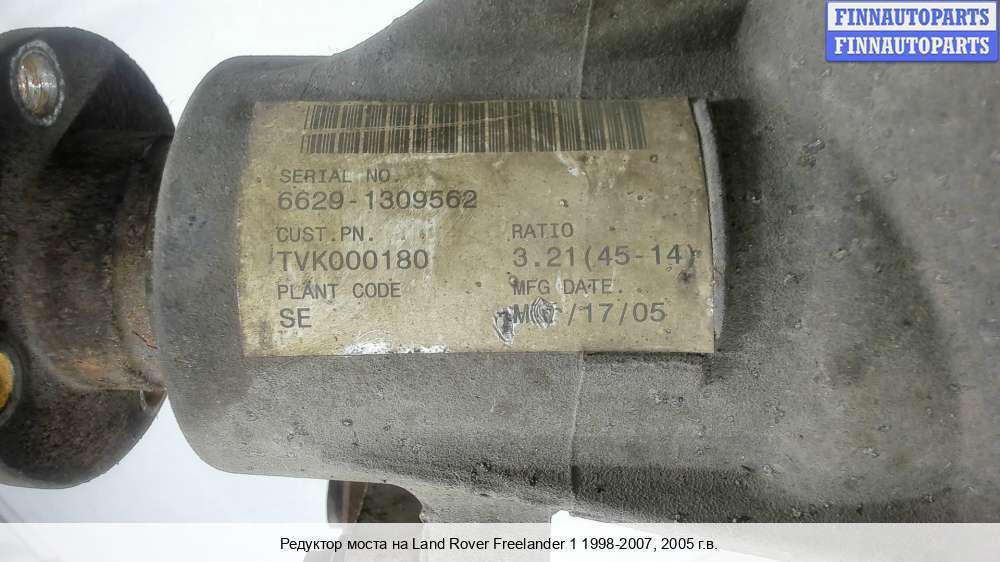 FINNAUTOPARTS
FINNAUTOPARTS
SERIAL NO.
6629-1309562
CUST.PN.
TVK000180
RATIO
3.21(45-14)
PLANT CODE
SE
MFG DATE.
/17/05
Редуктор моста на Land Rover Freelander 1 1998-2007, 2005 г.в.